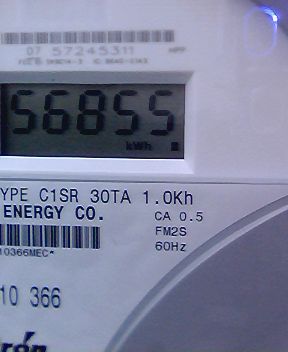 07 57245311
56855
kWh
YPE C1SR 30TA 1.0Kh
ENERGY CO. CA 0.5
FM2S
60Hz
10366MEC*
10 366
rón